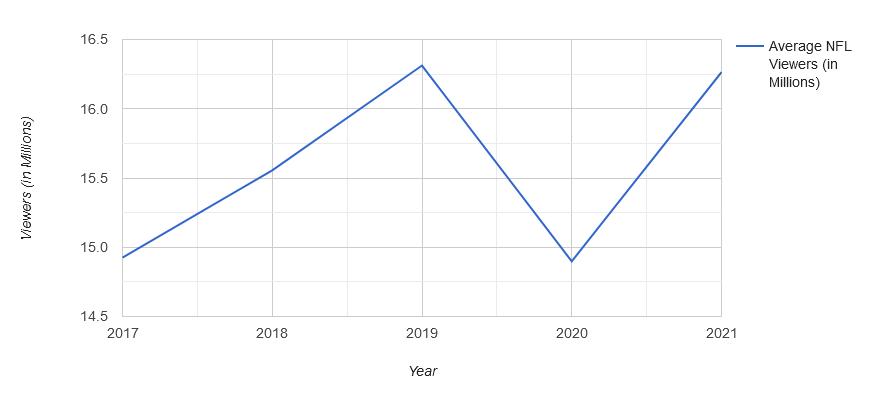 16.5
16.0
15.5
15.0
14.5
Viewers (in Millions)
2017 2018 2019 2020 2021
Year
Average NFL
Viewers (in
Millions)